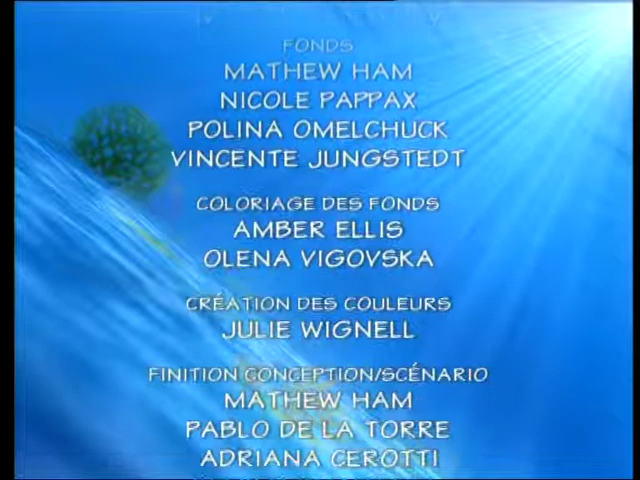 FONDS
MATHEW HAM
NICOLE PAPPAX
POLINA OMELCHUCK
VINCENTE JUNGSTEDT
COLORIAGE DES FONDS
AMBER ELLIS
OLENA VIGOVSKA
CRÉATION DES COULEURS
JULIE WIGNELL
FINITION CONCEPTION/SCÉNARIO
MATHEW HAM
PABLO DE LA TORRE
ADRIANA CEROTTI